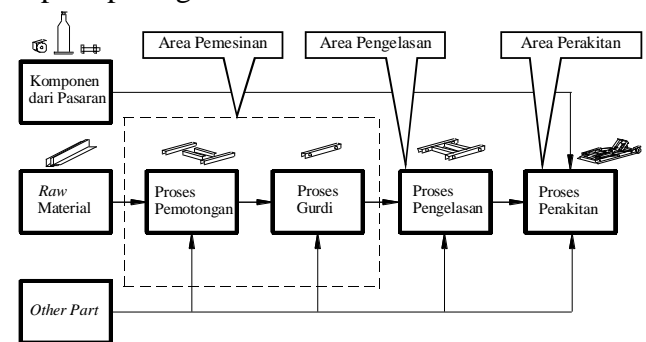 Area Pemesinan
Area Pengelasan
Area Perakitan
Komponen
dari Pasaran
Raw
Material
Proses
Pemotongan
Proses
Gurdi
Proses
Pengelasan
Proses
Perakitan
Other Part